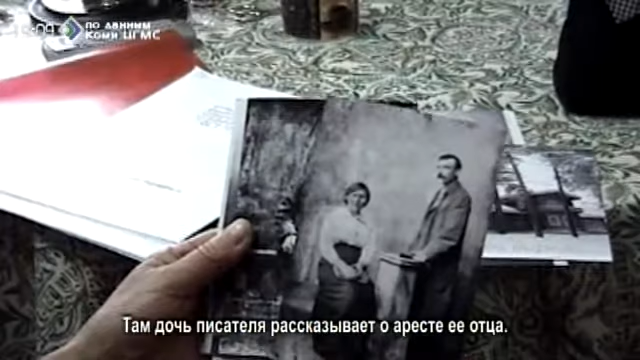 по данным
Коми ЦГМС
Там дочь писателя рассказывает о аресте ее отца.